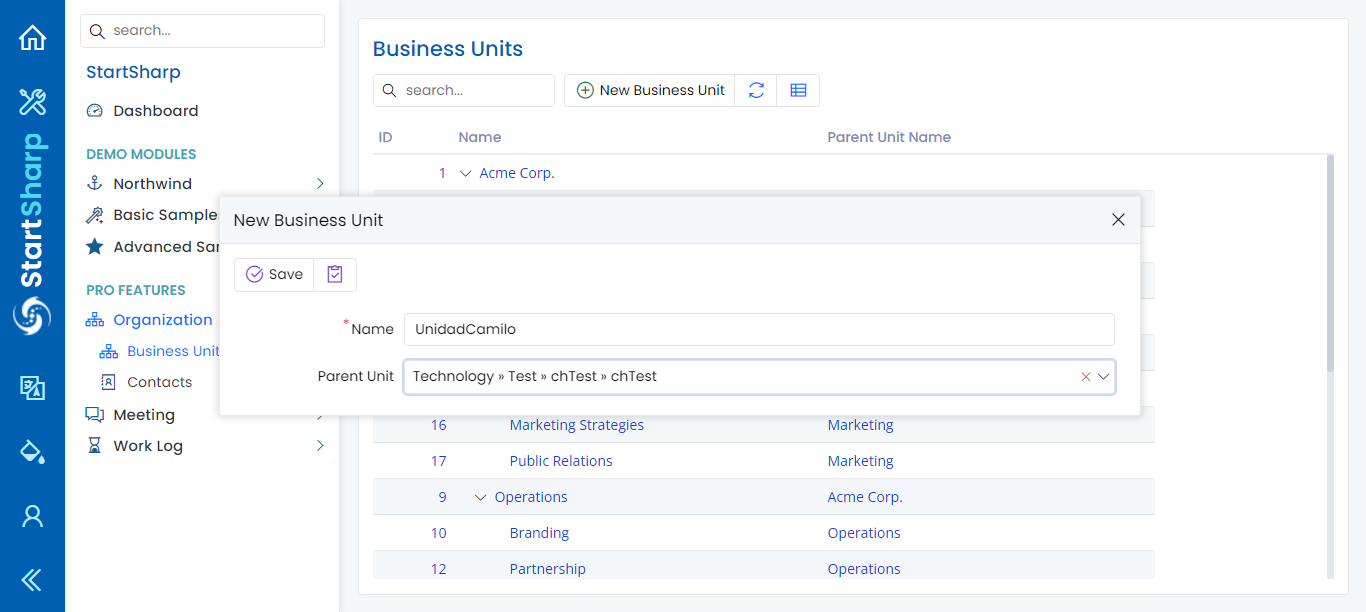 StartSharp
search...
StartSharp
Dashboard
DEMO MODULES
Northwind
Basic Sample
Advanced Sa
PRO FEATURES
Organization
Business Unit
Contacts
Meeting
Work Log
Business Units
search...
New Business Unit
ID Name Parent Unit Name
1 Acme Corp.
New Business Unit
Save
*Name UnidadCamilo
Parent Unit Technology » Test » chTest » chTest
16 Marketing Strategies Marketing
17 Public Relations Marketing
9 Operations Acme Corp.
10 Branding Operations
12 Partnership Operations